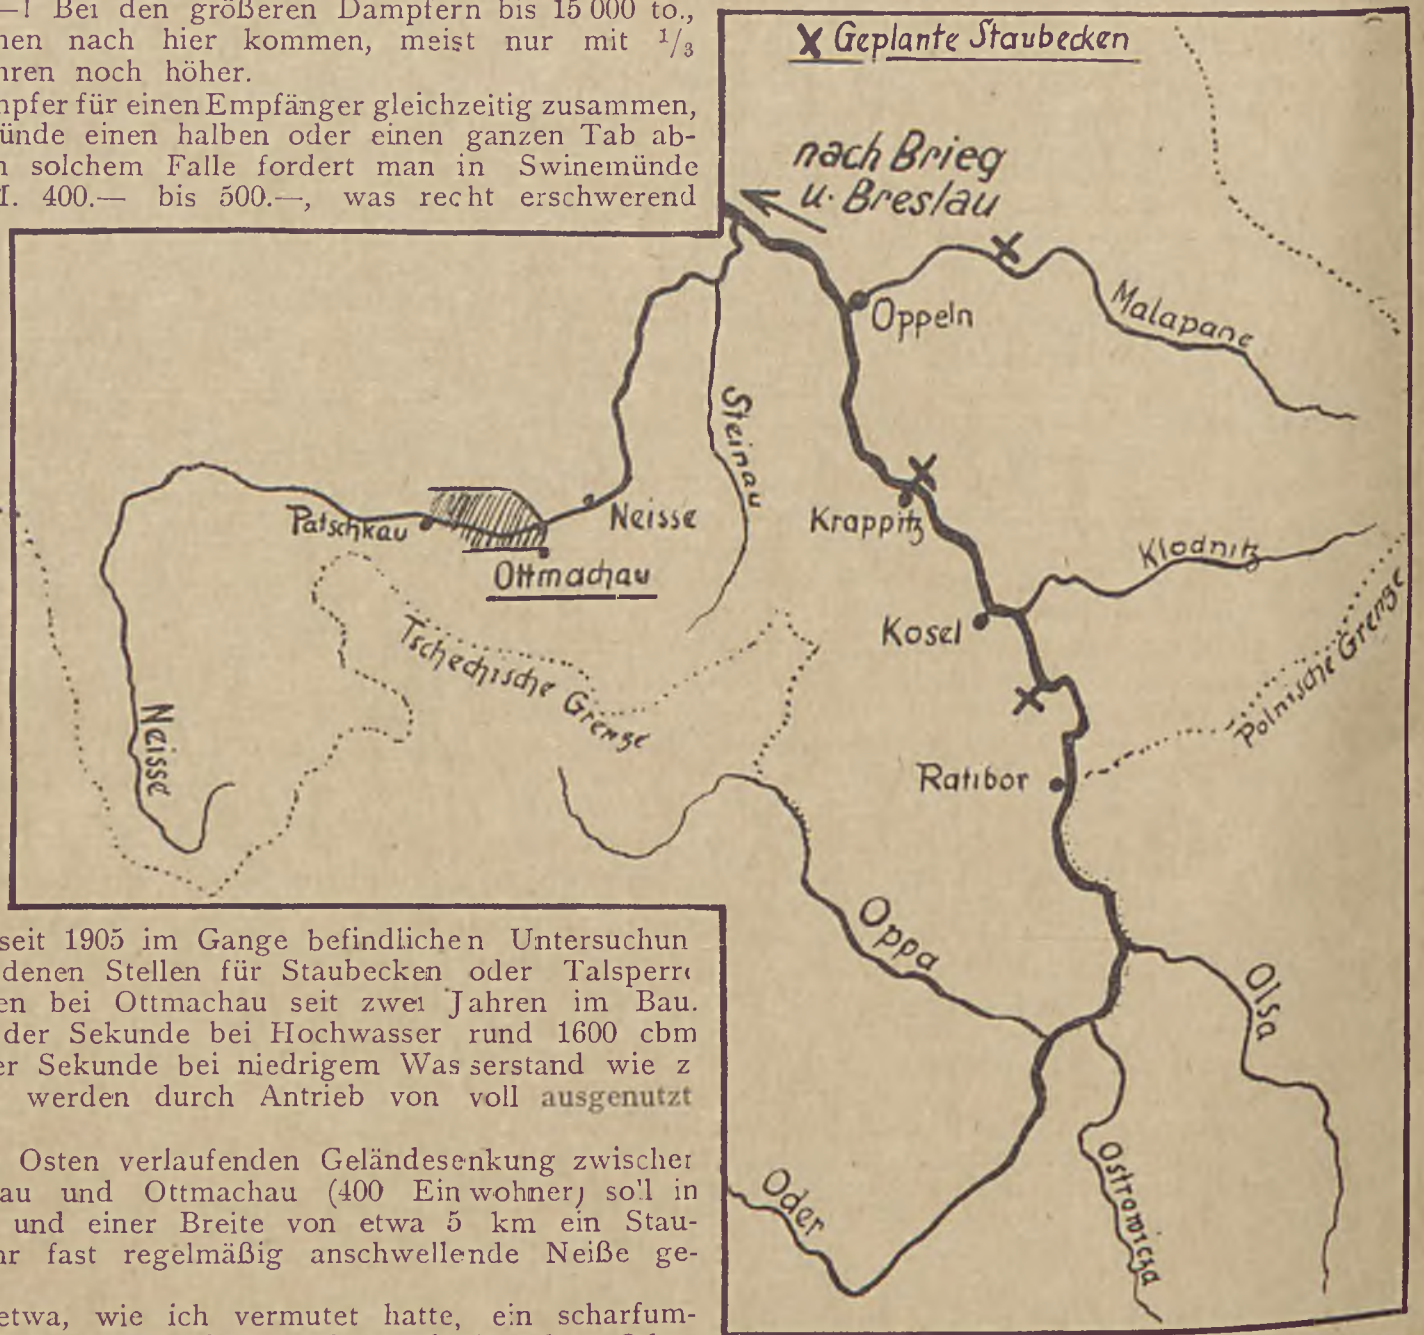 —! Bei den größeren Dampfern bis 15 000 to.,
nen nach hier kommen, meist nur mit 1/3
hren noch höher.
npfer für einen Empfänger gleichzeitig zusammen,
ünde einen halben oder einen ganzen Tab ab-
n solchem Falle fordert man in Swinemünde
I. 400.— bis 500.—, was recht erschwerend
X Geplante Staubecken
nach Brieg
u. Breslau
Oppeln
Malapane
Steinau
Patschkau
Neisse
Ottmachau
Krappitz
Klodnitz
Kosel
Tschechische Grenze
Polnische Grenze
Neisse
Ratibor
Oppa
Olsa
Oder
Ostrowicza
seit 1905 im Gange befindlichen Untersuchun
denen Stellen für Staubecken oder Talsperre
en bei Ottmachau seit zwei Jahren im Bau.
der Sekunde bei Hochwasser rund 1600 cbm
er Sekunde bei niedrigem Wasserstand wie z
werden durch Antrieb von voll ausgenutzt
Osten verlaufenden Geländesenkung zwischen
au und Ottmachau (400 Einwohner) soll in
und einer Breite von etwa 5 km ein Stau-
hr fast regelmäßig anschwellende Neiße ge-
etwa, wie ich vermutet hatte, ein scharfum-